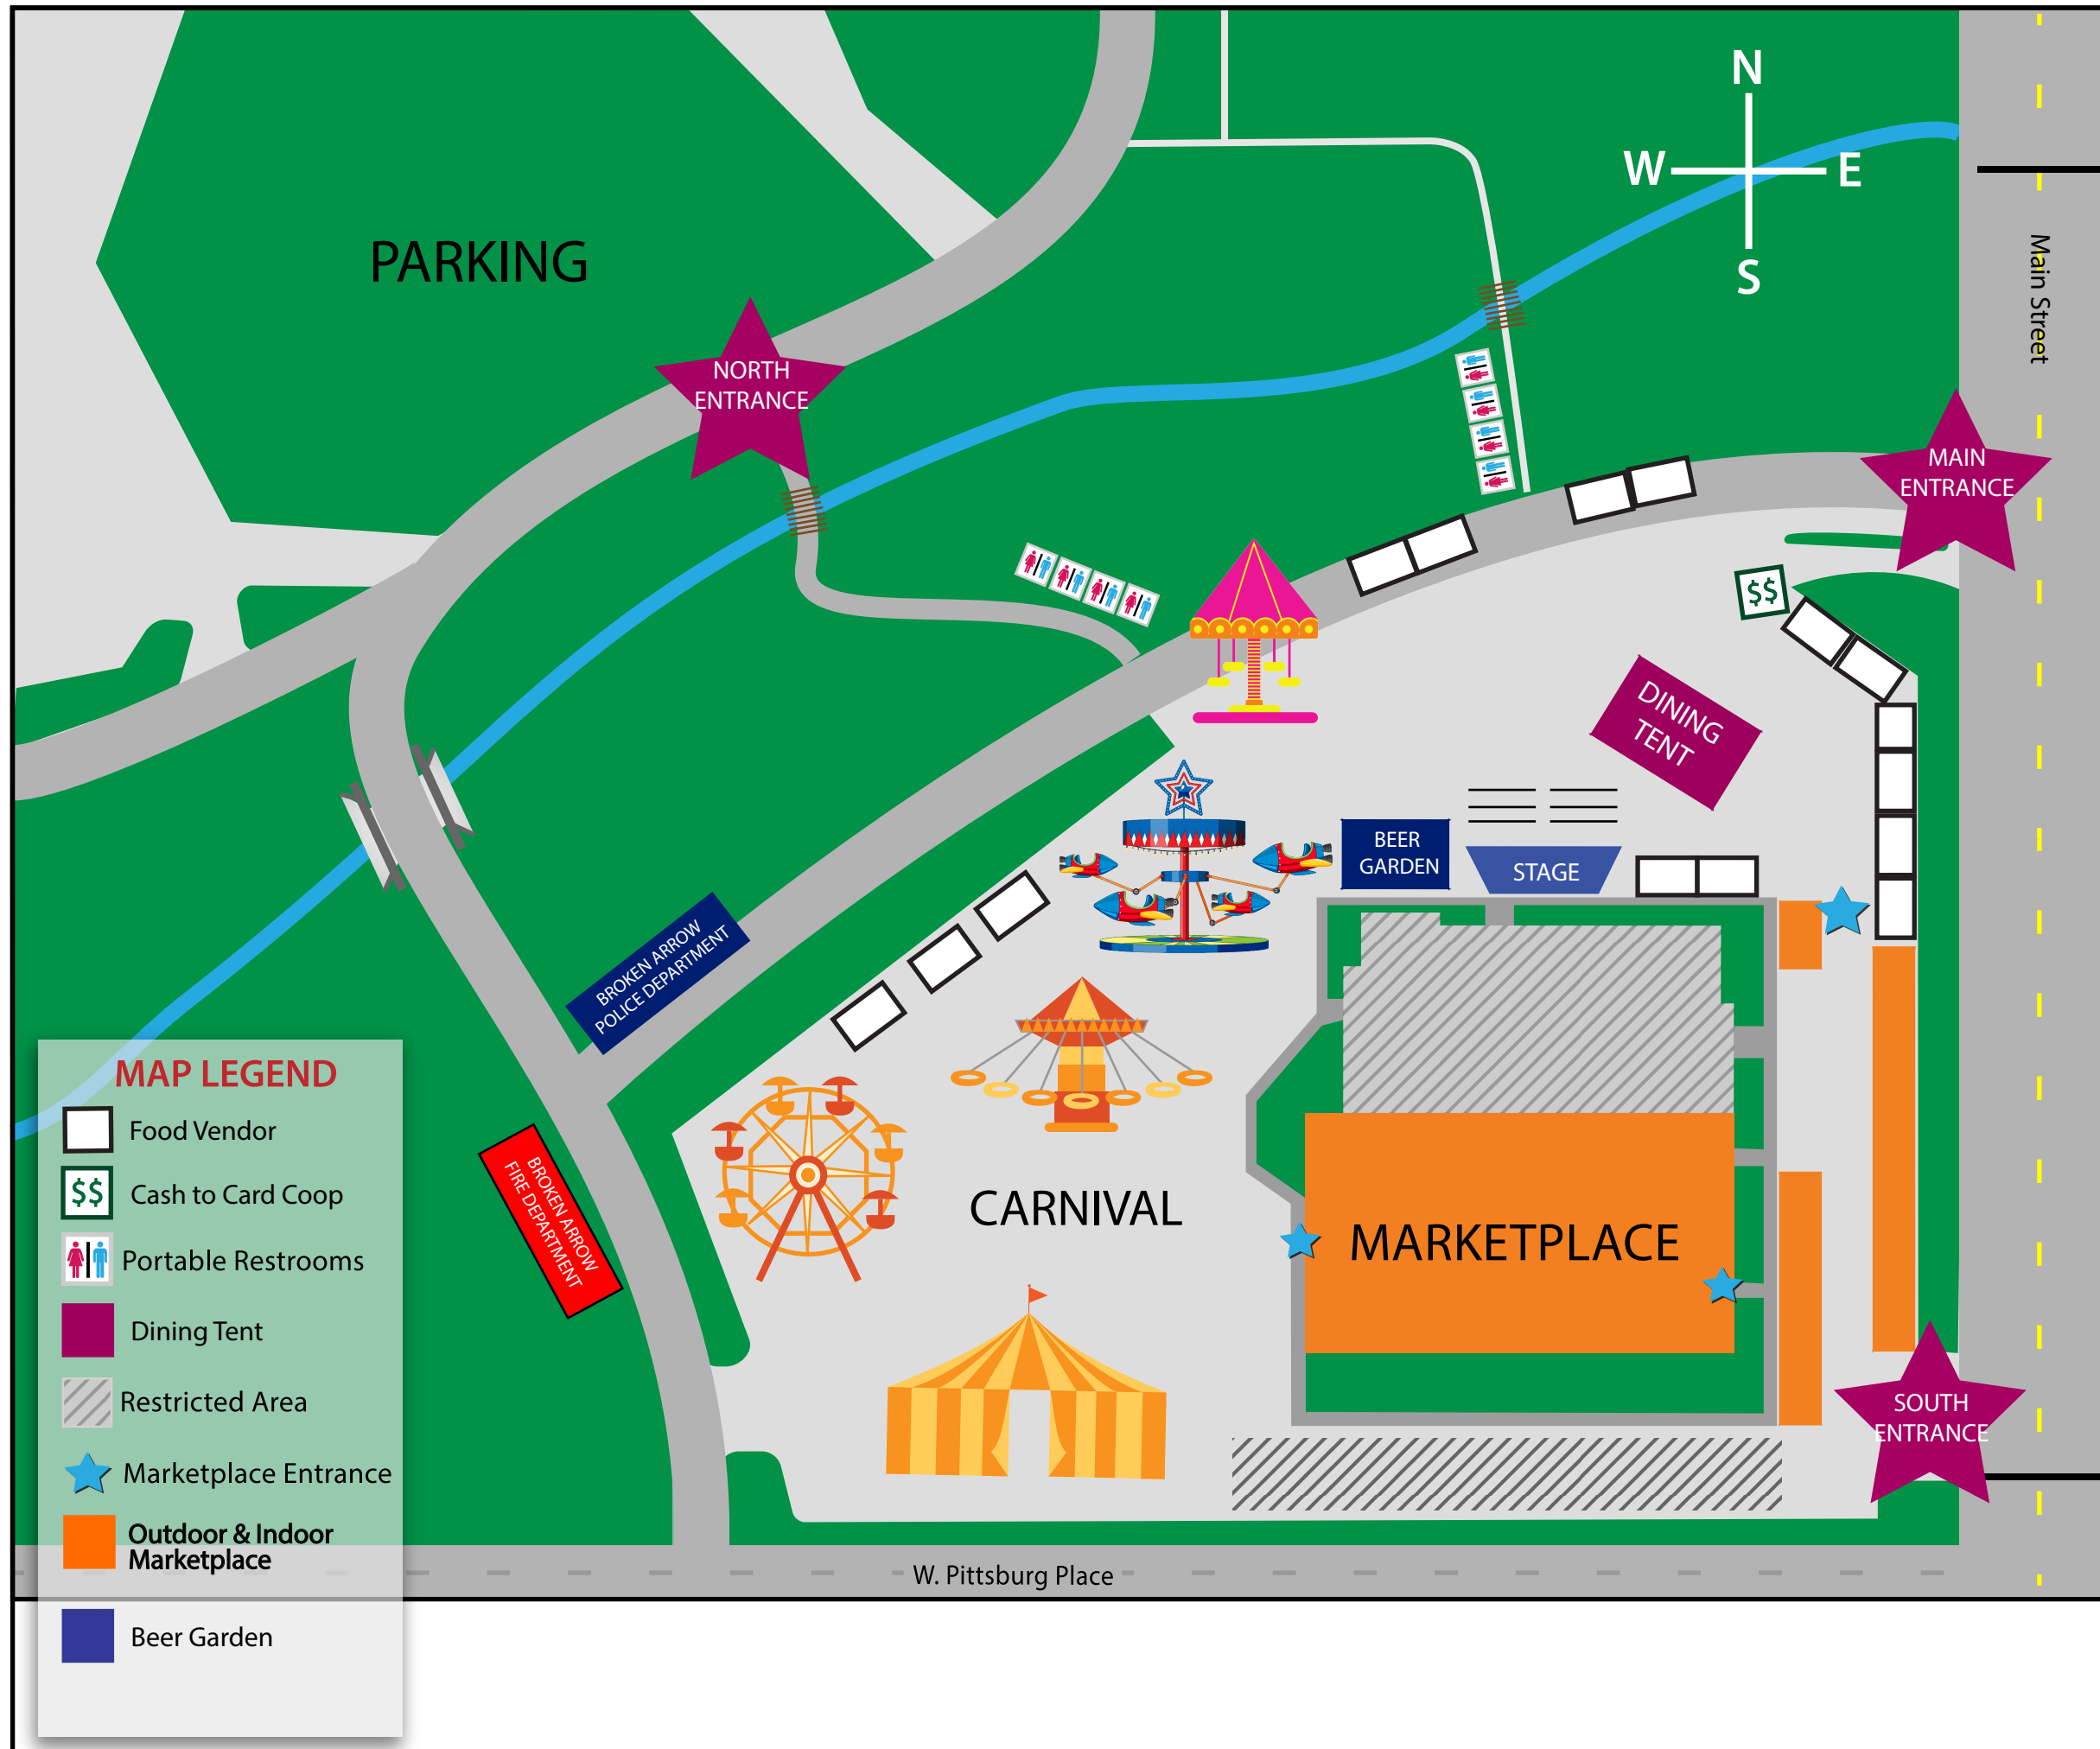 N
W
E
S
PARKING
Main Street
NORTH
ENTRANCE
MAIN
ENTRANCE
$$
DINING
TENT
BEER
GARDEN
STAGE
BROKEN ARROW
POLICE DEPARTMENT
BROKEN ARROW
FIRE DEPARTMENT
CARNIVAL
MARKETPLACE
SOUTH
ENTRANCE
W. Pittsburg Place
MAP LEGEND
Food Vendor
$$ Cash to Card Coop
Portable Restrooms
Dining Tent
Restricted Area
Marketplace Entrance
Outdoor & Indoor
Marketplace
Beer Garden